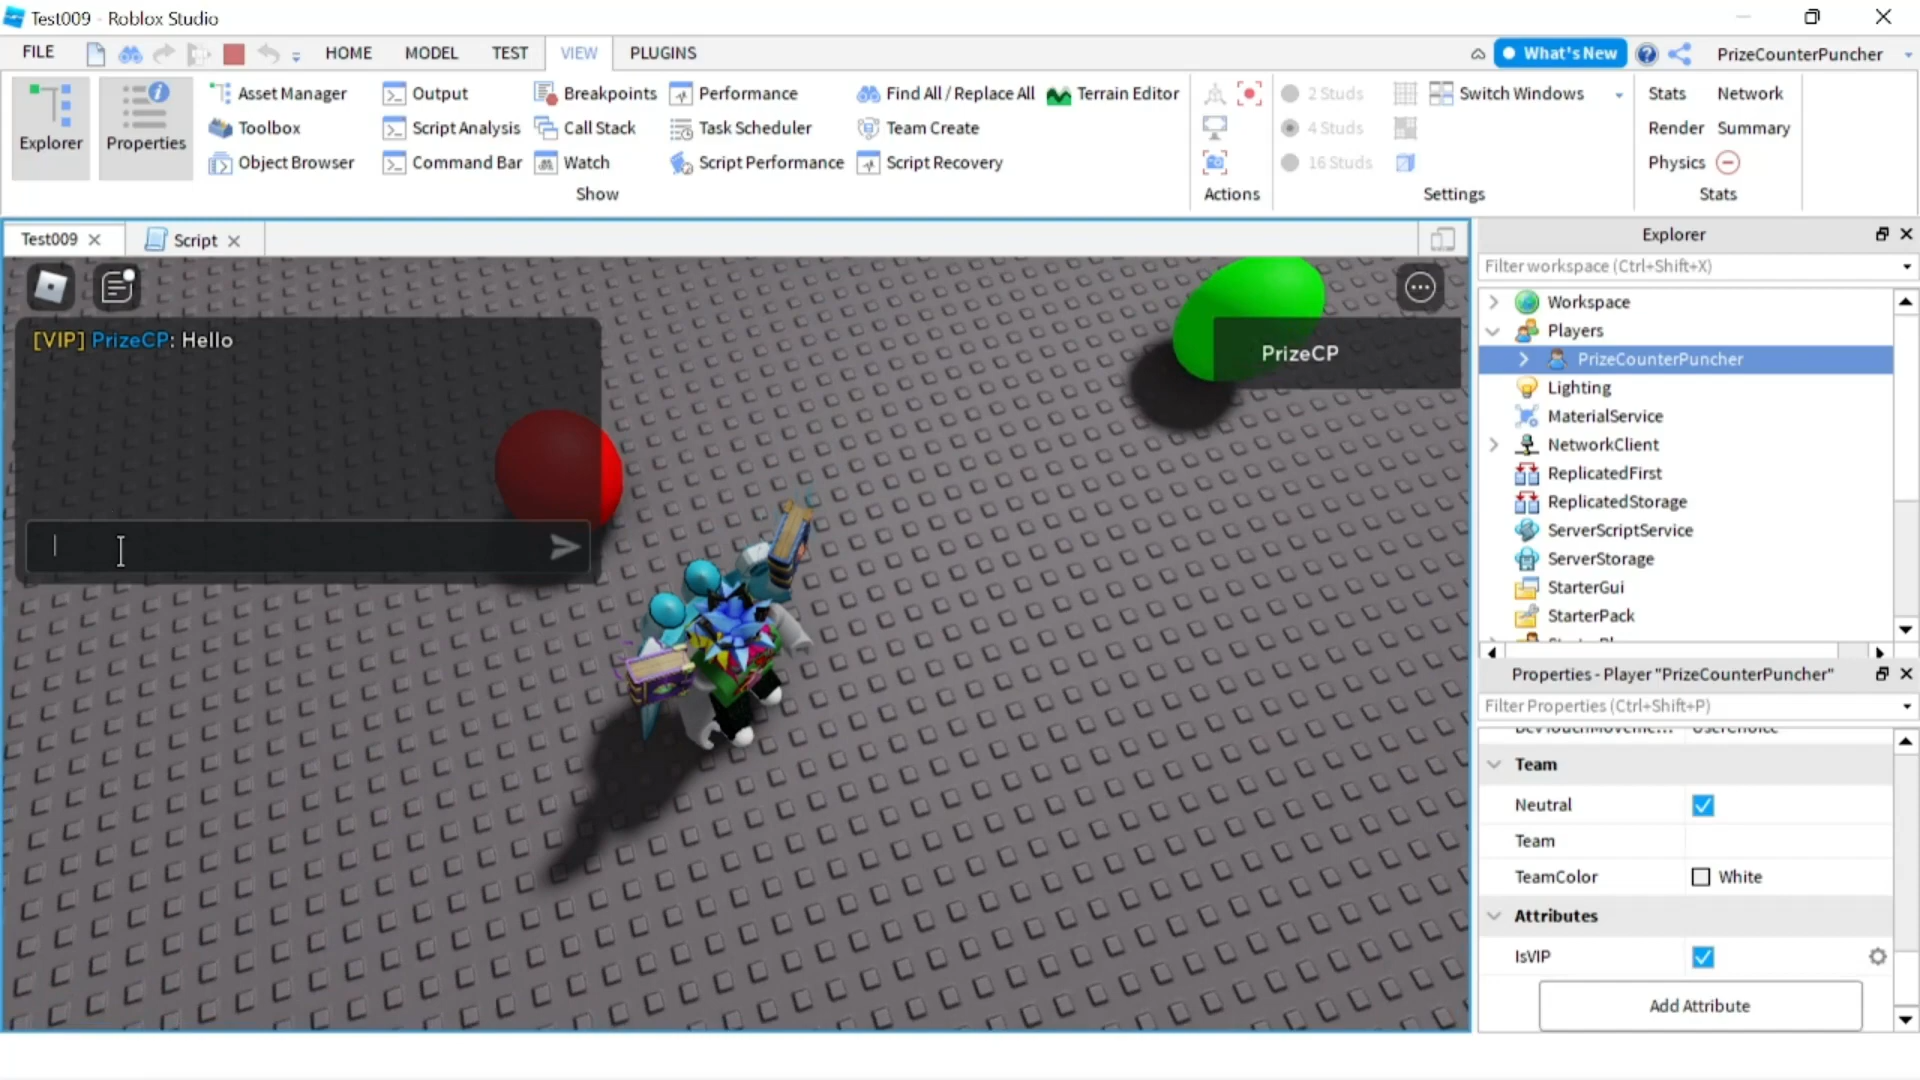 Test009 - Roblox Studio
FILE HOME MODEL TEST VIEW PLUGINS What's New PrizeCounterPuncher
Explorer
Properties
Asset Manager
Toolbox
Object Browser
Output
Script Analysis
Command Bar
Breakpoints
Call Stack
Watch
Performance
Task Scheduler
Script Performance
Find All / Replace All
Team Create
Script Recovery
Terrain Editor
Show
Actions
2 Studs
4 Studs
16 Studs
Switch Windows
Settings
Stats Network
Render Summary
Physics
Stats
Test009
Script
[VIP] PrizeCP: Hello
PrizeCP
Explorer
Filter workspace (Ctrl+Shift+X)
Workspace
Players
PrizeCounterPuncher
Lighting
MaterialService
NetworkClient
ReplicatedFirst
ReplicatedStorage
ServerScriptService
ServerStorage
StarterGui
StarterPack
Properties - Player "PrizeCounterPuncher"
Filter Properties (Ctrl+Shift+P)
Team
Neutral
Team
TeamColor White
Attributes
IsVIP
Add Attribute